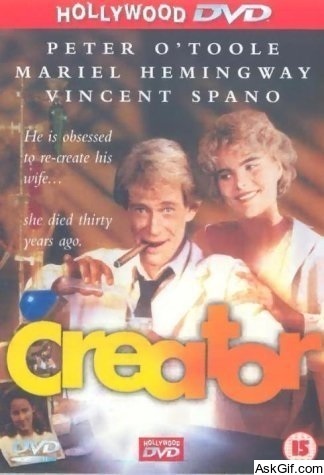 HOLLYWOOD DVD
PETER O'TOOLE
MARIEL HEMINGWAY
VINCENT SPANO
He is obsessed
to re-create his
wife...
she died thirty
years ago.
creator
DVD
HOLLYWOOD
DVD
15
AskGif.com